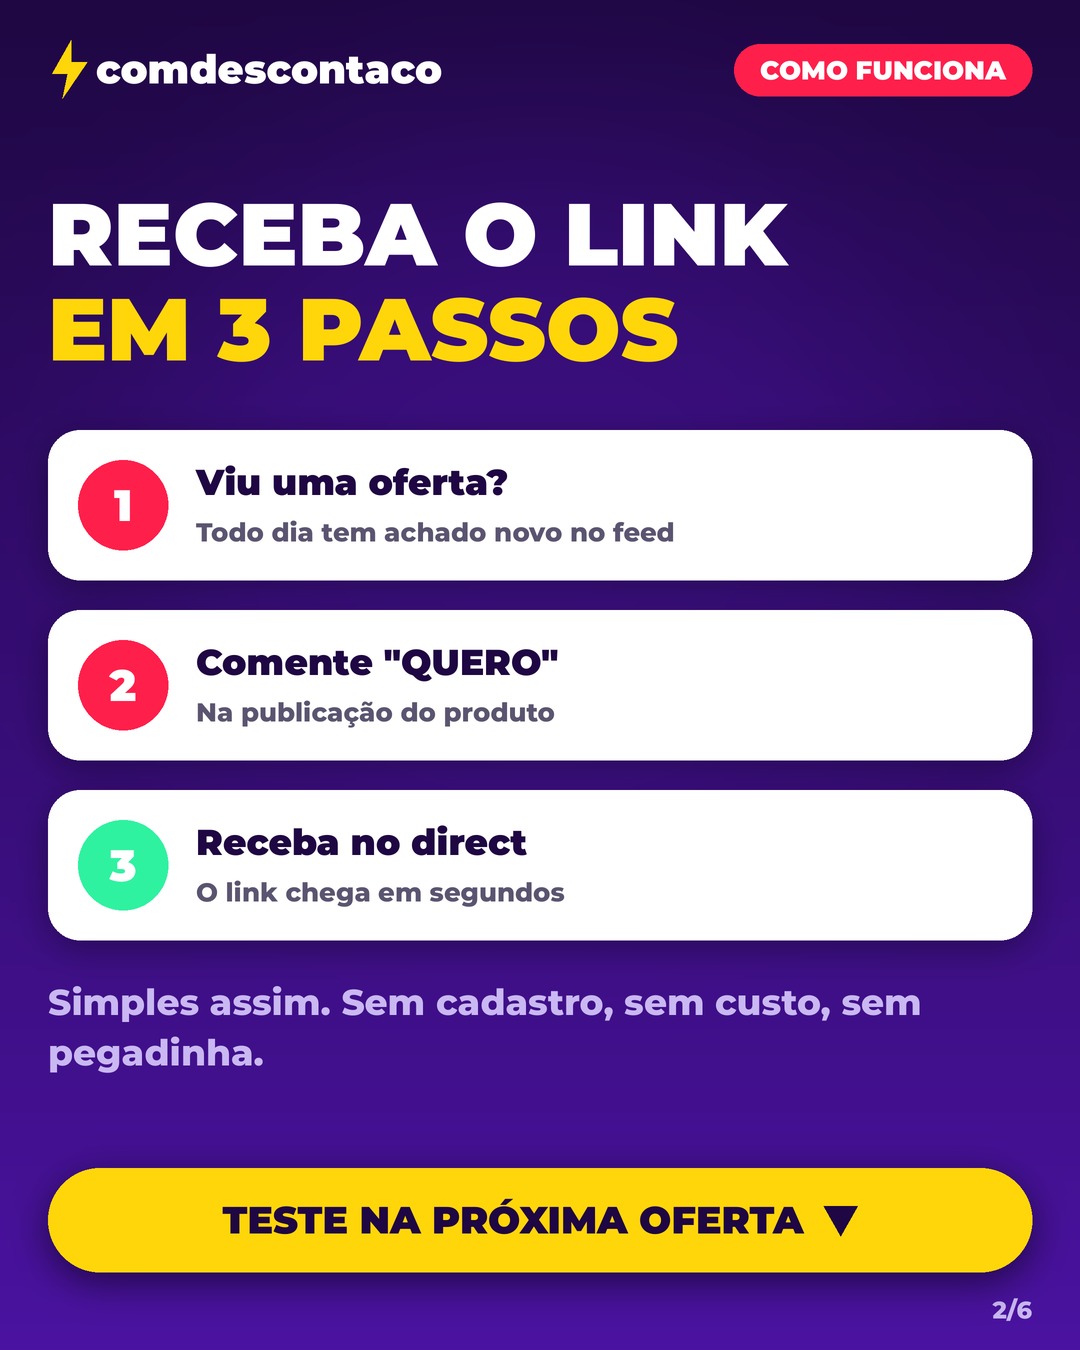 comdescontaco
COMO FUNCIONA
RECEBA O LINK
EM 3 PASSOS
1
Viu uma oferta?
Todo dia tem achado novo no feed
2
Comente "QUERO"
Na publicação do produto
3
Receba no direct
O link chega em segundos
Simples assim. Sem cadastro, sem custo, sem
pegadinha.
TESTE NA PRÓXIMA OFERTA ▼
2/6